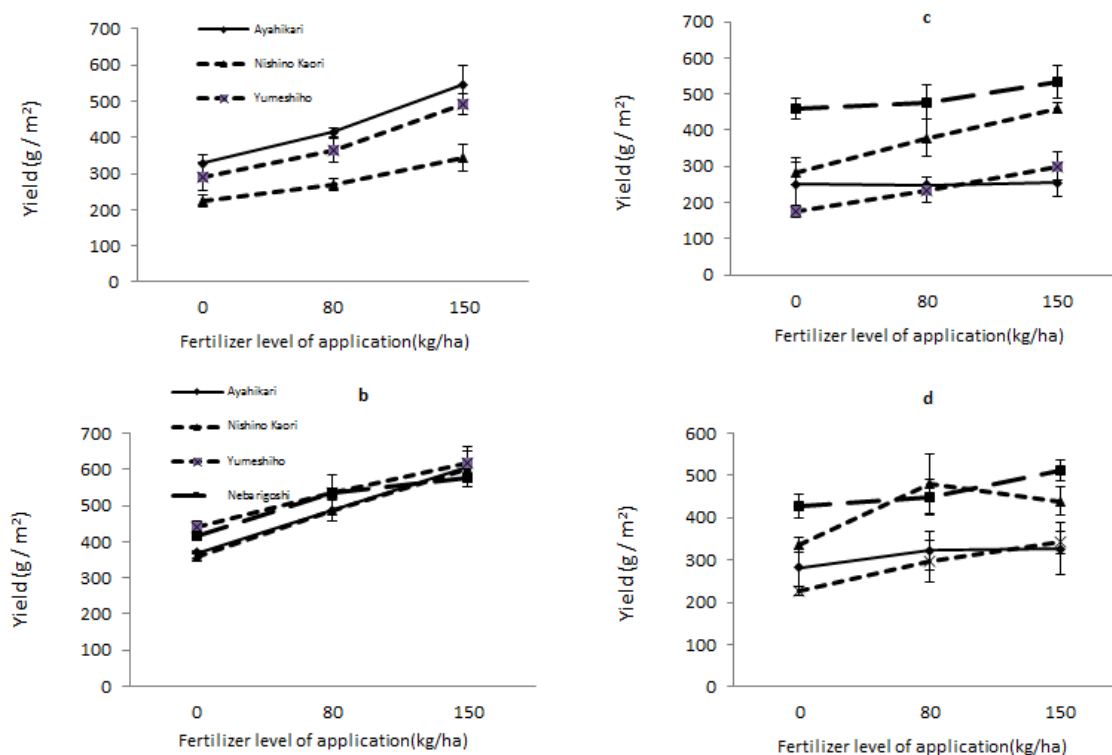 700
600
500
400
300
200
100
0
Yield (g / m²)
Ayahikari
Nishino Kaori
Yumeshiho
0 80 150
Fertilizer level of application(kg/ha)
c
700
600
500
400
300
200
100
0
Yield (g / m²)
0 80 150
Fertilizer level of application(kg/ha)
b
Ayahikari
Nishino Kaori
Yumeshiho
Nebarigoshi
700
600
500
400
300
200
100
0
Yield (g / m²)
0 80 150
Fertilizer level of application(kg/ha)
d
600
500
400
300
200
100
0
Yield (g / m²)
0 80 150
Fertilizer level of application(kg/ha)